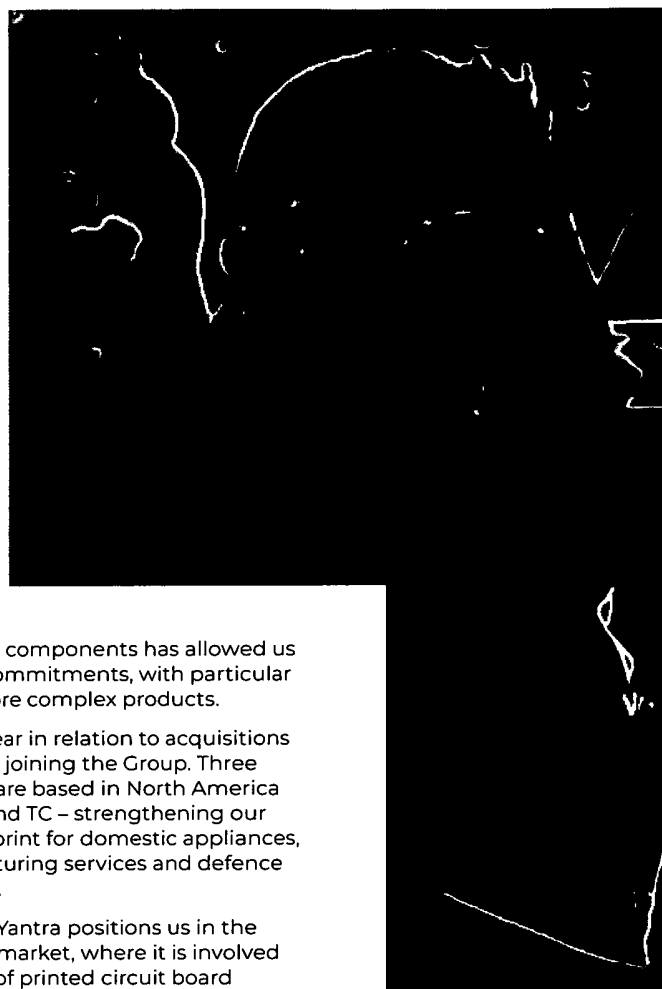 components has allowed us
ommitments, with particular
re complex products.
ear in relation to acquisitions
joining the Group. Three
are based in North America
nd TC – strengthening our
print for domestic appliances,
turing services and defence
Yantra positions us in the
market, where it is involved
of printed circuit board